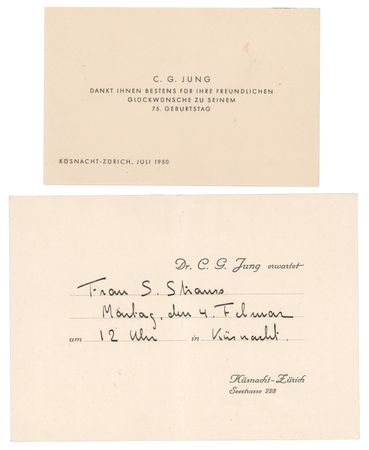 C. G. JUNG
DANKT IHNEN BESTENS FÜR IHRE FREUNDLICHEN
GLÜCKWÜNSCHE ZU SEINEM
75. GEBURTSTAG
KÜSNACHT-ZÜRICH, JULI 1950
Dr. C. G. Jung erwartet
Frau S. Strauss
Montag, den 4. Februar
um 12 Uhr in Küsnacht.
Küsnacht-Zürich
Seestrasse 228